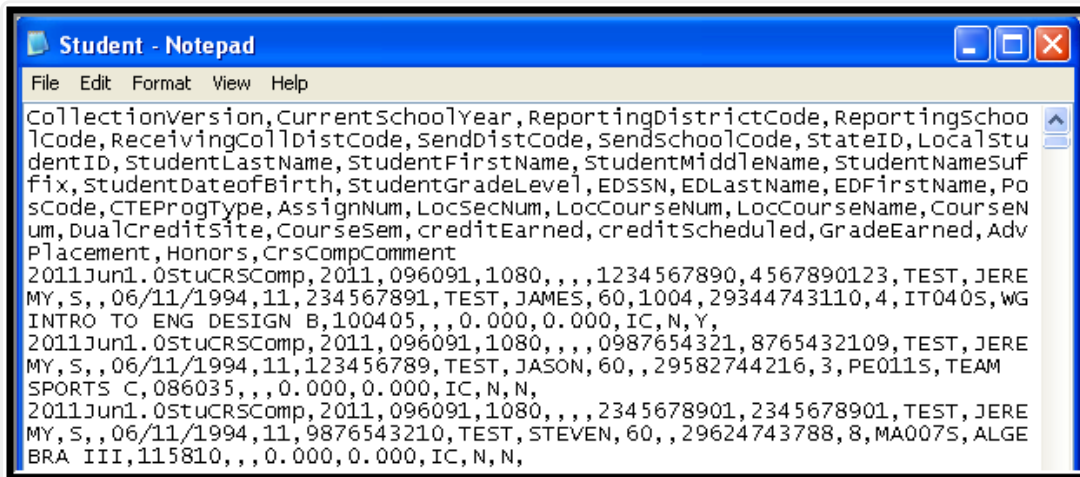 Student - Notepad
File Edit Format View Help
CollectionVersion,CurrentSchoolYear,ReportingDistrictCode,ReportingSchoo
lCode,ReceivingCollDistCode,SendDistCode,SendSchoolCode,StateID,LocalStu
dentID,StudentLastName,StudentFirstName,StudentMiddleName,StudentNameSuf
fix,StudentDateofBirth,StudentGradeLevel,EDSSN,EDLastName,EDFirstName,Po
sCode,CTEProgType,AssignNum,LocSecNum,LocCourseNum,LocCourseName,CourseN
um,DualCreditSite,CourseSem,creditEarned,creditScheduled,GradeEarned,Adv
Placement,Honors,CrsCompComment
2011Jun1.0StuCRSComp,2011,096091,1080,,,,1234567890,4567890123,TEST,JERE
MY,S,,06/11/1994,11,234567891,TEST,JAMES,60,1004,29344743110,4,IT040S,WG
INTRO TO ENG DESIGN B,100405,,,0.000,0.000,IC,N,Y,
2011Jun1.0StuCRSComp,2011,096091,1080,,,,0987654321,8765432109,TEST,JERE
MY,S,,06/11/1994,11,123456789,TEST,JASON,60,,29582744216,3,PE011S,TEAM
SPORTS C,086035,,,0.000,0.000,IC,N,N,
2011Jun1.0StuCRSComp,2011,096091,1080,,,,2345678901,2345678901,TEST,JERE
MY,S,,06/11/1994,11,9876543210,TEST,STEVEN,60,,29624743788,8,MA007S,ALGE
BRA III,115810,,,0.000,0.000,IC,N,N,